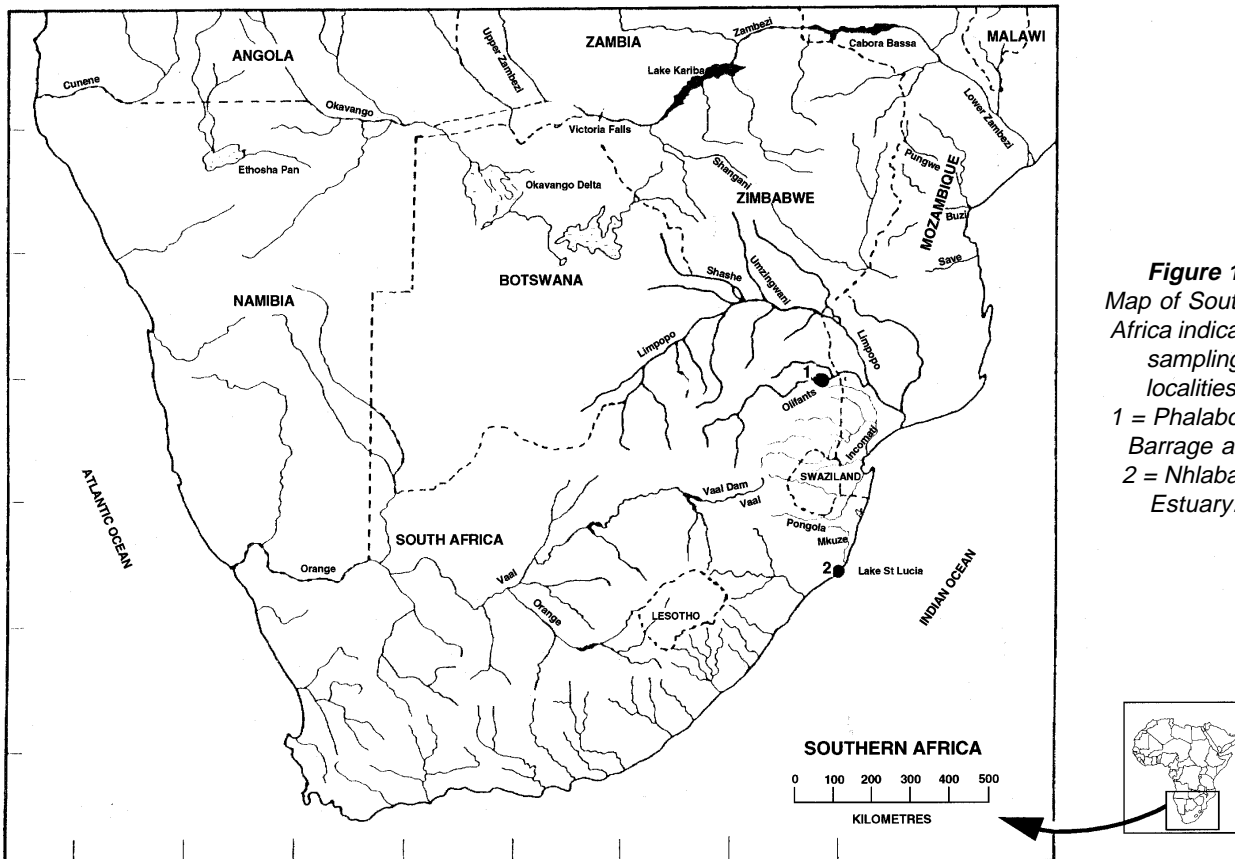 ANGOLA
ZAMBIA
MALAWI
Zambezi
Cabora Bassa
Upper Zambezi
Lake Kariba
Cunene
Okavango
Lower Zambezi
Victoria Falls
Ethosha Pan
Okavango Delta
Shangani
Pungwe
ZIMBABWE
MOZAMBIQUE
Buzi
Save
BOTSWANA
Shashe
Umzingwani
NAMIBIA
Limpopo
Limpopo
1
Olifants
Incomati
SWAZILAND
ATLANTIC OCEAN
Vaal Dam
Vaal
Pongola
Mkuze
SOUTH AFRICA
Orange
Vaal
2
Lake St Lucia
INDIAN OCEAN
Orange
LESOTHO
SOUTHERN AFRICA
0 100 200 300 400 500
KILOMETRES
Figure 1
Map of Sout
Africa indica
sampling
localities
1 = Phalabo
Barrage a
2 = Nhlaba
Estuary